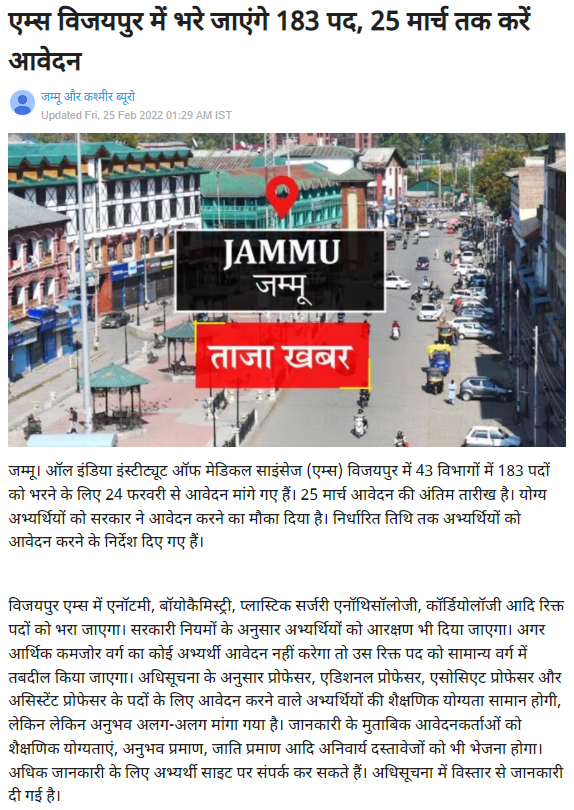 एम्स विजयपुर में भरे जाएंगे 183 पद, 25 मार्च तक करें
आवेदन
जम्मू और कश्मीर ब्यूरो
Updated Fri, 25 Feb 2022 01:29 AM IST
JAMMU
जम्मू
ताजा खबर
जम्मू। ऑल इंडिया इंस्टीट्यूट ऑफ मेडिकल साइंसेज (एम्स) विजयपुर में 43 विभागों में 183 पदों
को भरने के लिए 24 फरवरी से आवेदन मांगे गए हैं। 25 मार्च आवेदन की अंतिम तारीख है। योग्य
अभ्यर्थियों को सरकार ने आवेदन करने का मौका दिया है। निर्धारित तिथि तक अभ्यर्थियों को
आवेदन करने के निर्देश दिए गए हैं।
विजयपुर एम्स में एनॉटमी, बॉयोकैमिस्ट्री, प्लास्टिक सर्जरी एनॉथिसॉलोजी, कॉर्डियोलॉजी आदि रिक्त
पदों को भरा जाएगा। सरकारी नियमों के अनुसार अभ्यर्थियों को आरक्षण भी दिया जाएगा। अगर
आर्थिक कमजोर वर्ग का कोई अभ्यर्थी आवेदन नहीं करेगा तो उस रिक्त पद को सामान्य वर्ग में
तबदील किया जाएगा। अधिसूचना के अनुसार प्रोफेसर, एडिशनल प्रोफेसर, एसोसिएट प्रोफेसर और
असिस्टेंट प्रोफेसर के पदों के लिए आवेदन करने वाले अभ्यर्थियों की शैक्षणिक योग्यता सामान होगी,
लेकिन लेकिन अनुभव अलग-अलग मांगा गया है। जानकारी के मुताबिक आवेदनकर्ताओं को
शैक्षणिक योग्यताएं, अनुभव प्रमाण, जाति प्रमाण आदि अनिवार्य दस्तावेजों को भी भेजना होगा।
अधिक जानकारी के लिए अभ्यर्थी साइट पर संपर्क कर सकते हैं। अधिसूचना में विस्तार से जानकारी
दी गई है।